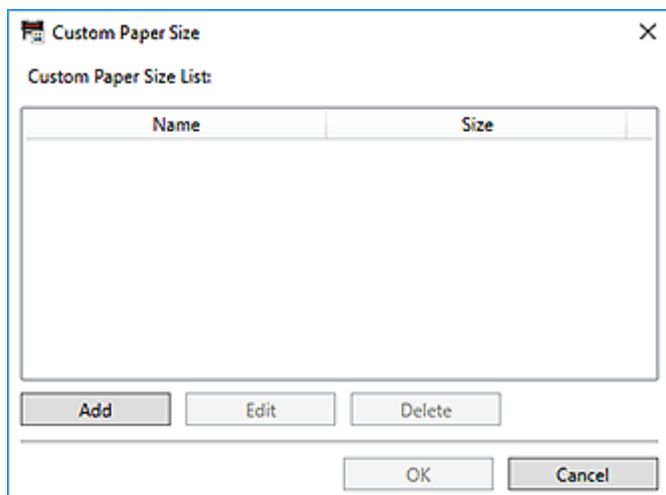 Custom Paper Size
Custom Paper Size List:
Name Size
Add Edit Delete
OK Cancel